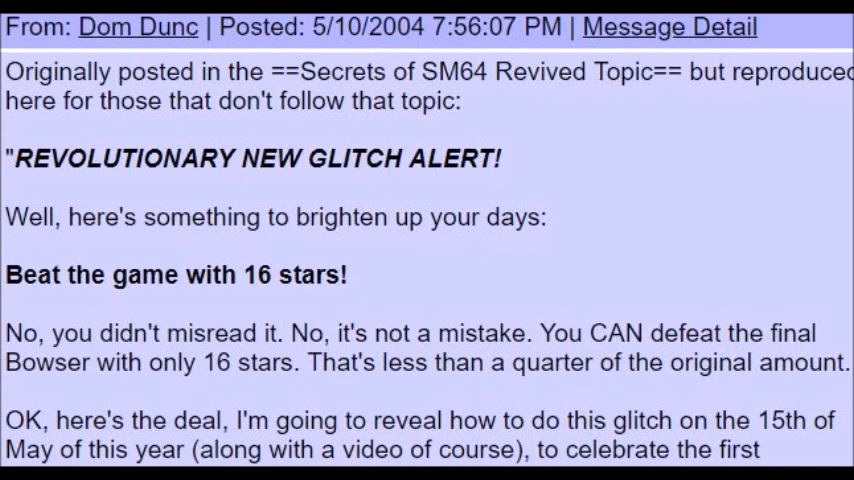 From: Dom Dunc | Posted: 5/10/2004 7:56:07 PM | Message Detail
Originally posted in the ==Secrets of SM64 Revived Topic== but reproduced
here for those that don't follow that topic:
"REVOLUTIONARY NEW GLITCH ALERT!
Well, here's something to brighten up your days:
Beat the game with 16 stars!
No, you didn't misread it. No, it's not a mistake. You CAN defeat the final
Bowser with only 16 stars. That's less than a quarter of the original amount.
OK, here's the deal, I'm going to reveal how to do this glitch on the 15th of
May of this year (along with a video of course), to celebrate the first